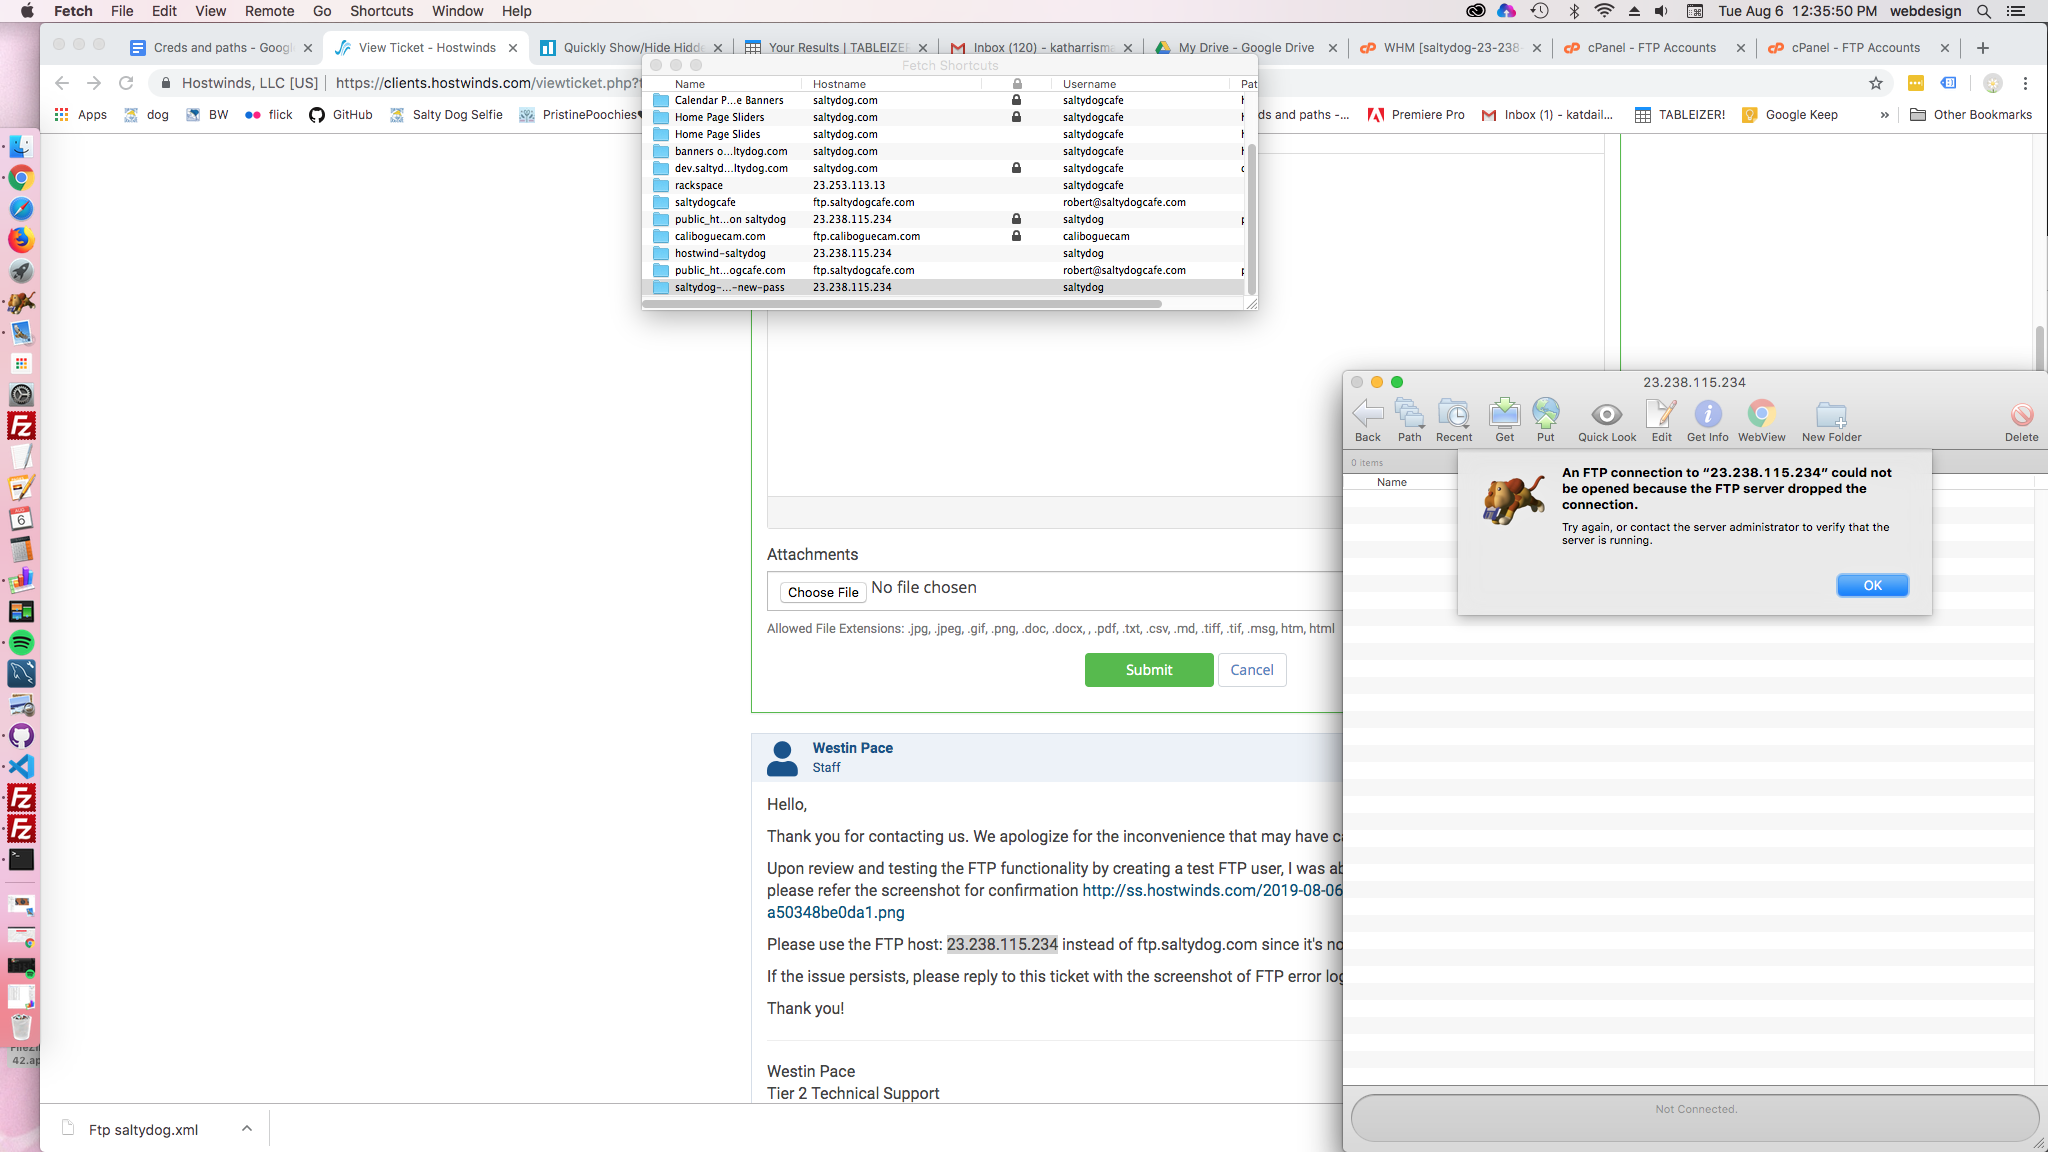 Fetch File Edit View Remote Go Shortcuts Window Help Tue Aug 6 12:35:50 PM webdesign
Creds and paths - Googl View Ticket - Hostwinds Quickly Show/Hide Hidde Your Results | TABLEIZER Inbox (120) - katharrisma My Drive - Google Drive WHM [saltydog-23-238- cPanel - FTP Accounts cPanel - FTP Accounts
Hostwinds, LLC [US] https://clients.hostwinds.com/viewticket.php?
Apps dog BW flick GitHub Salty Dog Selfie PristinePoochies ds and paths -... Premiere Pro Inbox (1) - katdail... TABLEIZER! Google Keep » Other Bookmarks
Fetch Shortcuts
Name Hostname Username Pat
Calendar P...e Banners saltydog.com saltydogcafe
Home Page Sliders saltydog.com saltydogcafe
Home Page Slides saltydog.com saltydogcafe
banners o...ltydog.com saltydog.com saltydogcafe
dev.saltyd...ltydog.com saltydog.com saltydogcafe
rackspace 23.253.113.13 saltydogcafe
saltydogcafe ftp.saltydogcafe.com robert@saltydogcafe.com
public_ht...on saltydog 23.238.115.234 saltydog
caliboguecam.com ftp.caliboguecam.com caliboguecam
hostwind-saltydog 23.238.115.234 saltydog
public_ht...ogcafe.com ftp.saltydogcafe.com robert@saltydogcafe.com
saltydog-...-new-pass 23.238.115.234 saltydog
23.238.115.234
Back Path Recent Get Put Quick Look Edit Get Info WebView New Folder Delete
0 items
Name
An FTP connection to “23.238.115.234” could not
be opened because the FTP server dropped the
connection.
Try again, or contact the server administrator to verify that the
server is running.
OK
Not Connected.
Attachments
Choose File No file chosen
Allowed File Extensions: .jpg, .jpeg, .gif, .png, .doc, .docx, , .pdf, .txt, .csv, .md, .tiff, .tif, .msg, htm, html
Submit Cancel
Westin Pace
Staff
Hello,
Thank you for contacting us. We apologize for the inconvenience that may have c
Upon review and testing the FTP functionality by creating a test FTP user, I was ab
please refer the screenshot for confirmation http://ss.hostwinds.com/2019-08-06
a50348be0da1.png
Please use the FTP host: 23.238.115.234 instead of ftp.saltydog.com since it's no
If the issue persists, please reply to this ticket with the screenshot of FTP error log
Thank you!
Westin Pace
Tier 2 Technical Support
AUG
6
42.ap
Ftp saltydog.xml